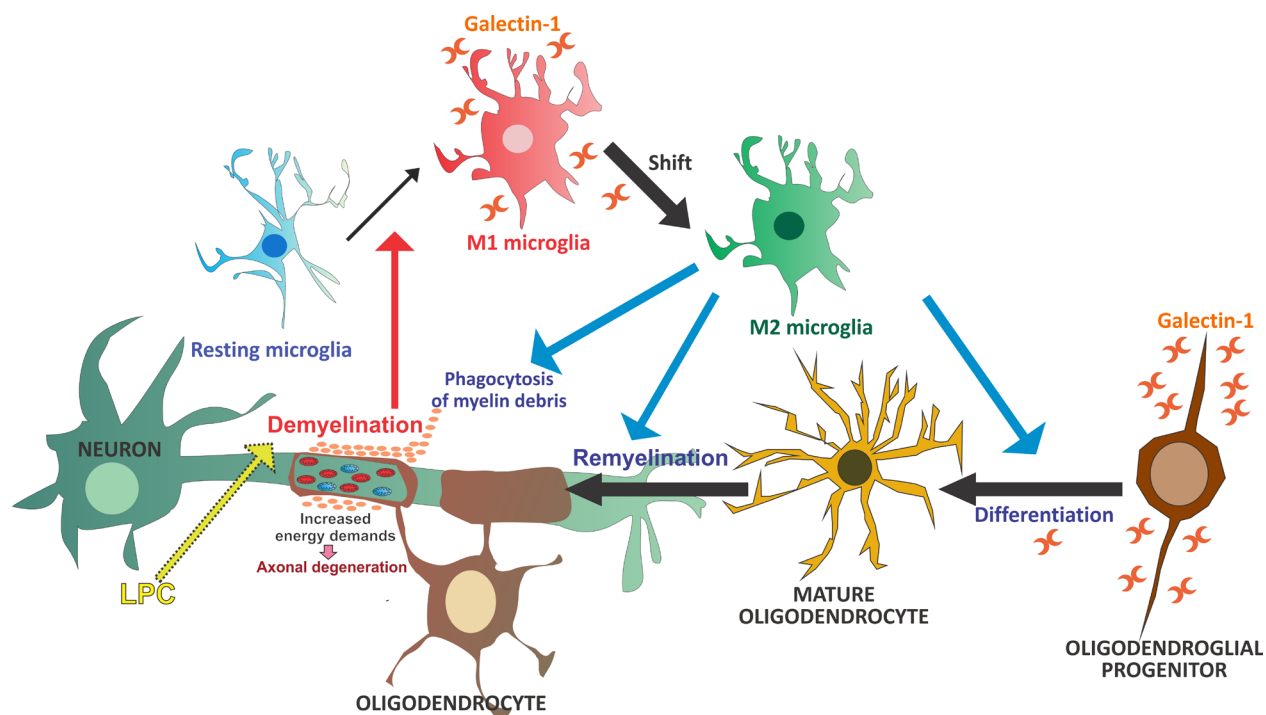 Galectin-1
Shift
M1 microglia
M2 microglia
Resting microglia
Galectin-1
Phagocytosis
of myelin debris
Demyelination
NEURON
Remyelination
Increased
energy demands
Axonal degeneration
Differentiation
LPC
MATURE
OLIGODENDROCYTE
OLIGODENDROGLIAL
PROGENITOR
OLIGODENDROCYTE